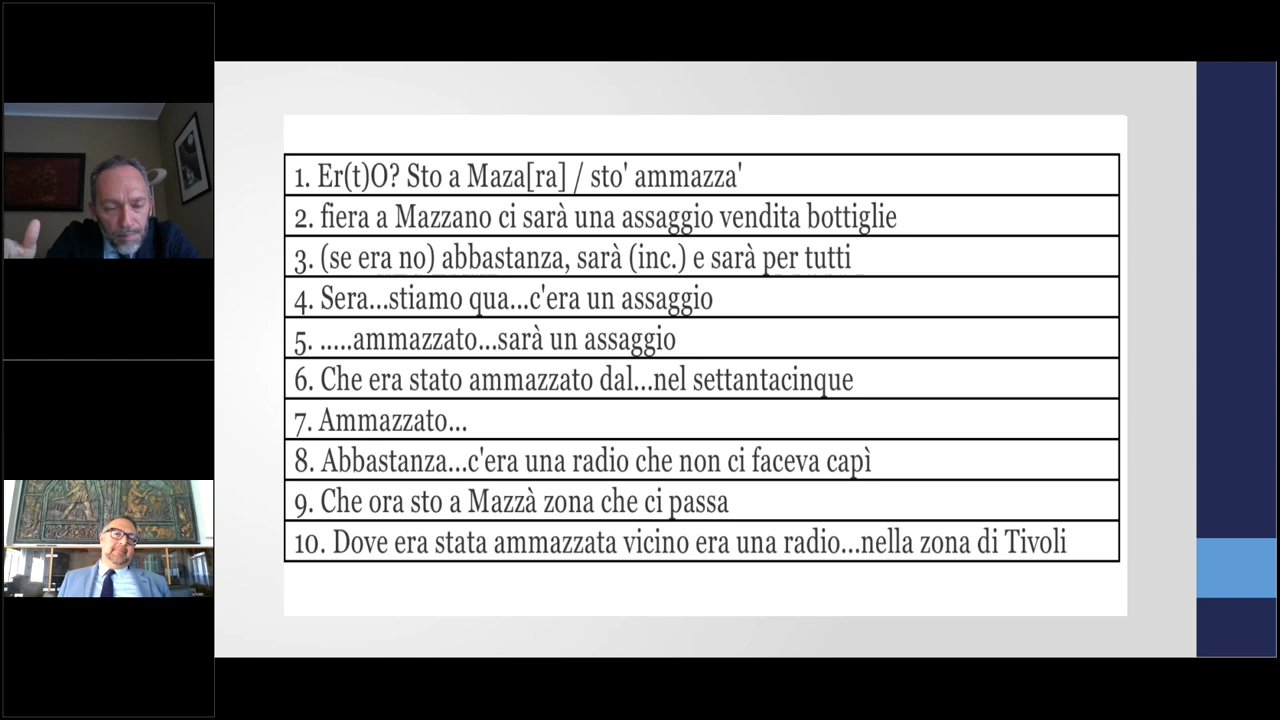 1. Er(t)O? Sto a Maza[ra] / sto' ammazza'
2. fiera a Mazzano ci sarà una assaggio vendita bottiglie
3. (se era no) abbastanza, sarà (inc.) e sarà per tutti
4. Sera...stiamo qua...c'era un assaggio
5. .....ammazzato...sarà un assaggio
6. Che era stato ammazzato dal...nel settantacinque
7. Ammazzato...
8. Abbastanza...c'era una radio che non ci faceva capì
9. Che ora sto a Mazzà zona che ci passa
10. Dove era stata ammazzata vicino era una radio...nella zona di Tivoli